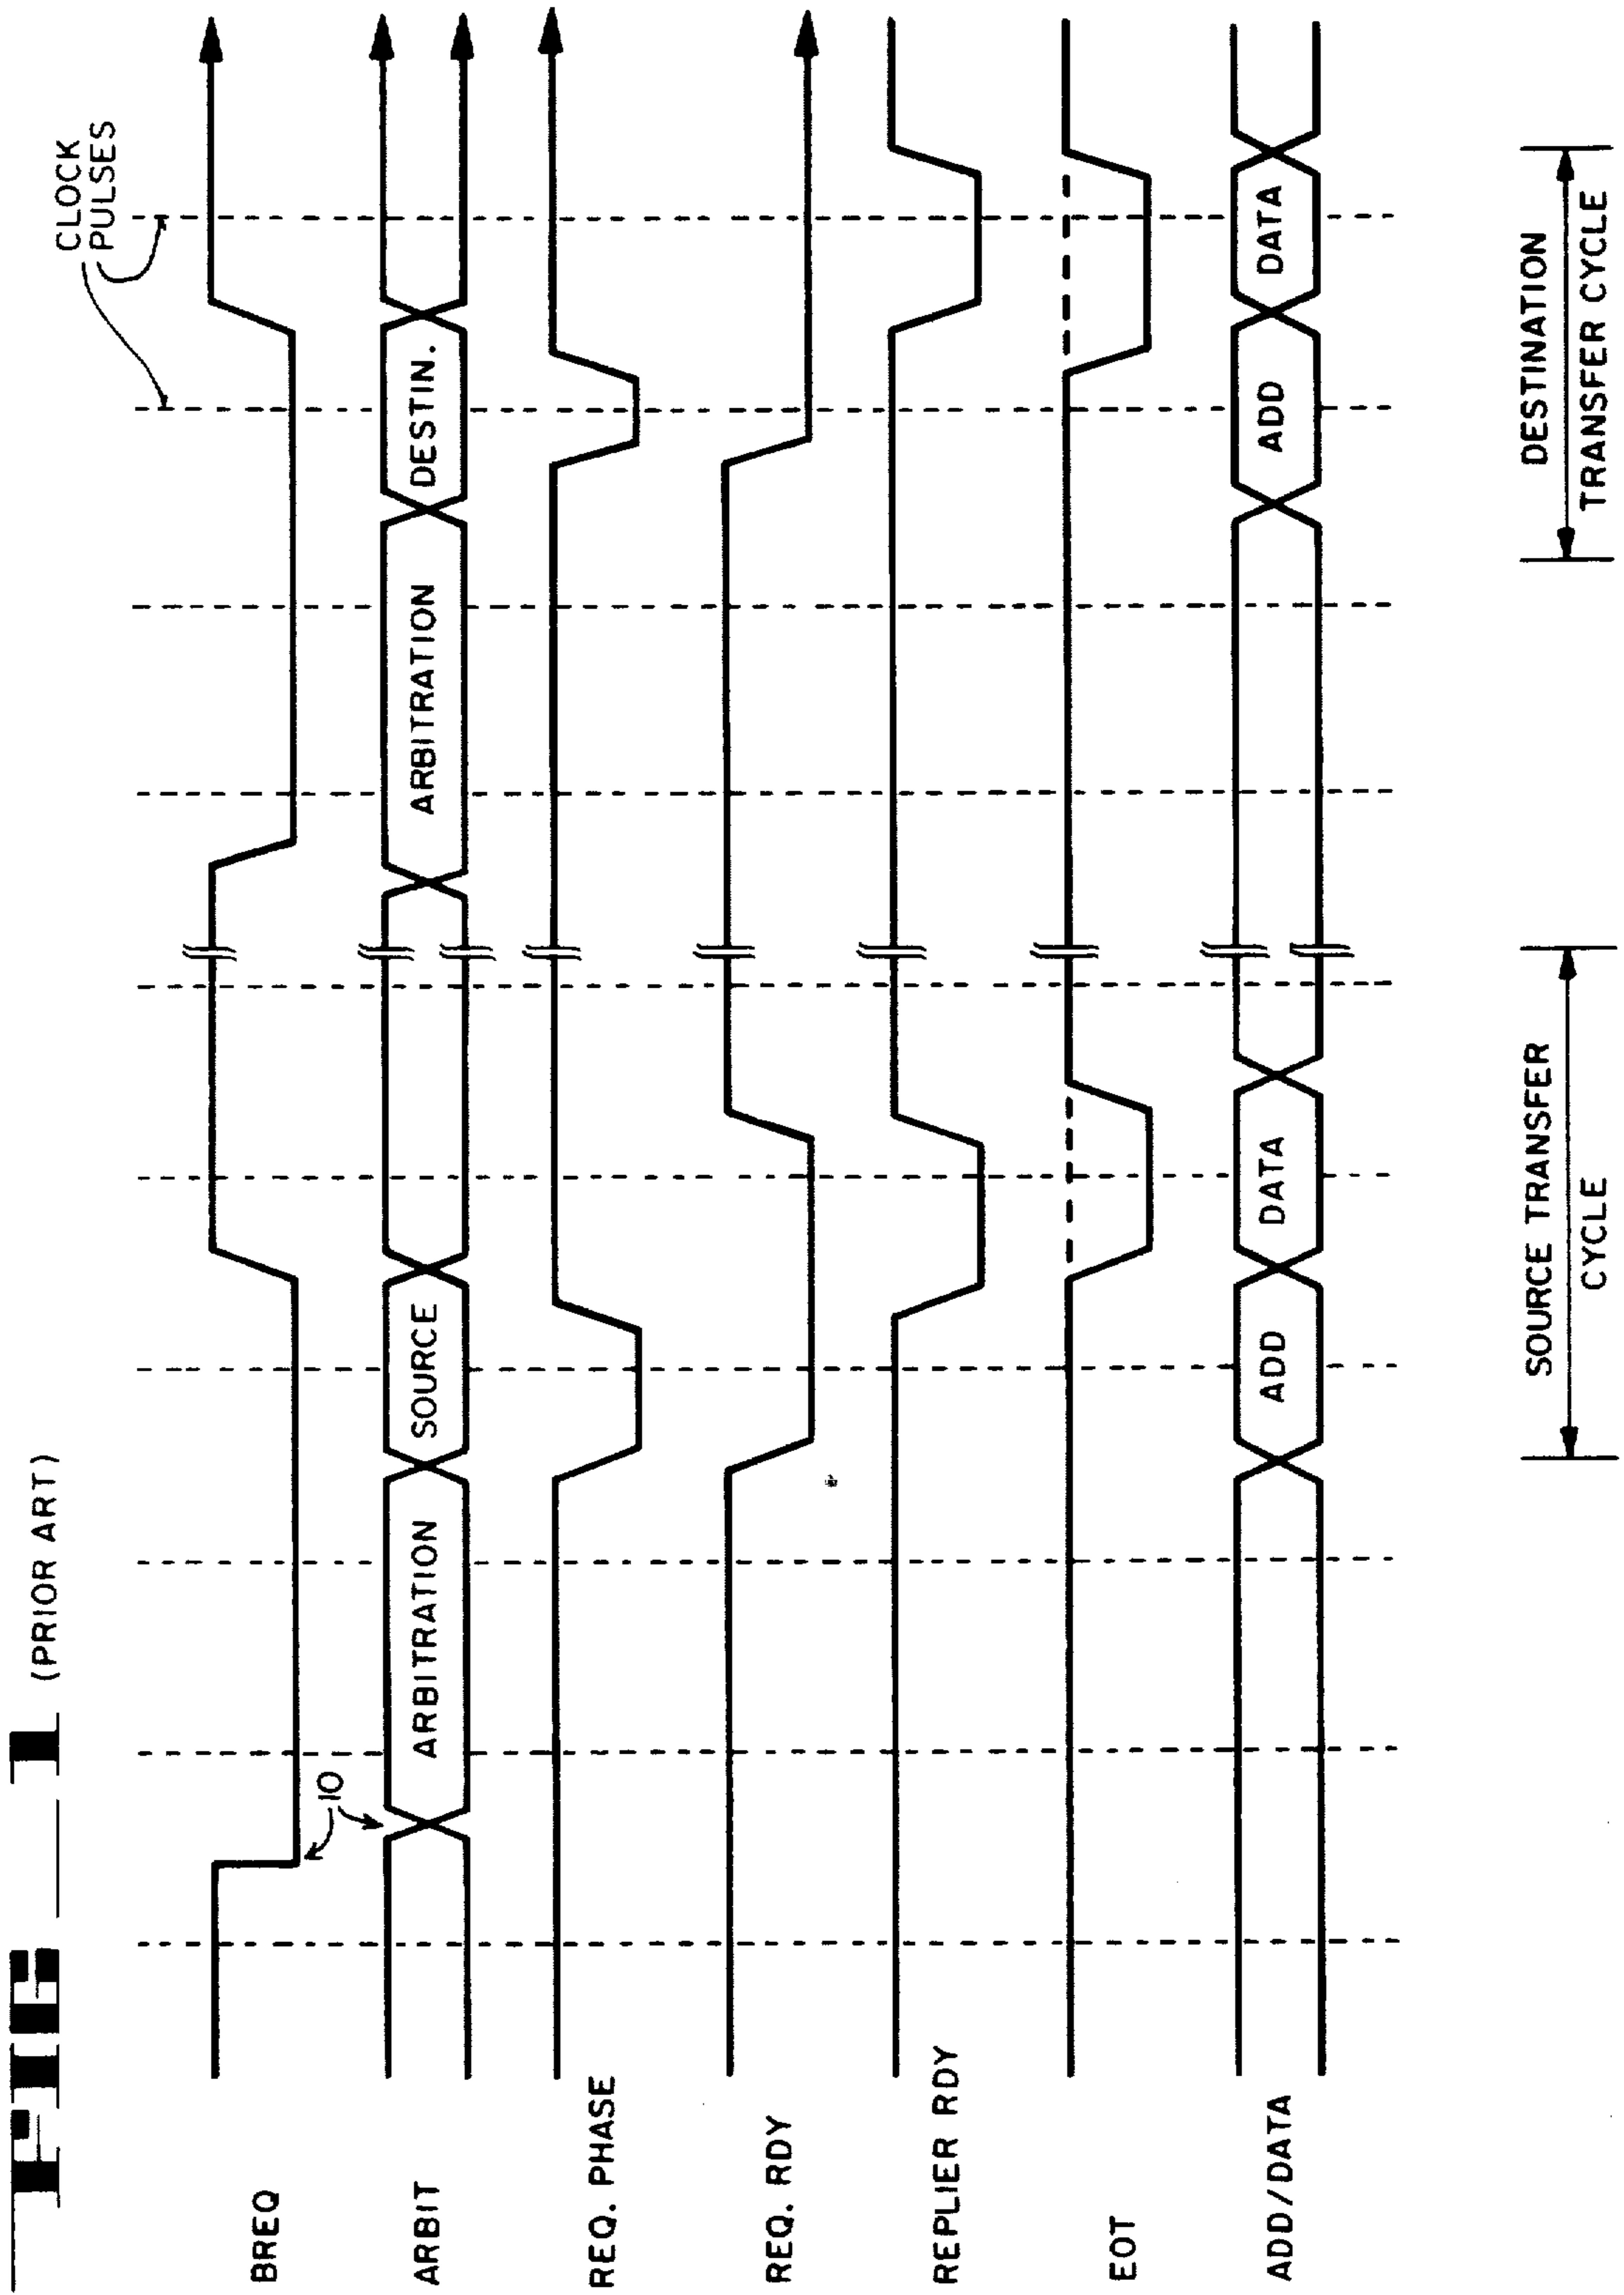 FIG 1 (PRIOR ART)
CLOCK
PULSES
10
BREQ
ARBIT
ARBITRATION
SOURCE
ARBITRATION
DESTIN.
REQ. PHASE
REQ. RDY
REPLIER RDY
EOT
ADD/DATA
ADD
DATA
ADD
DATA
SOURCE TRANSFER
CYCLE
DESTINATION
TRANSFER CYCLE